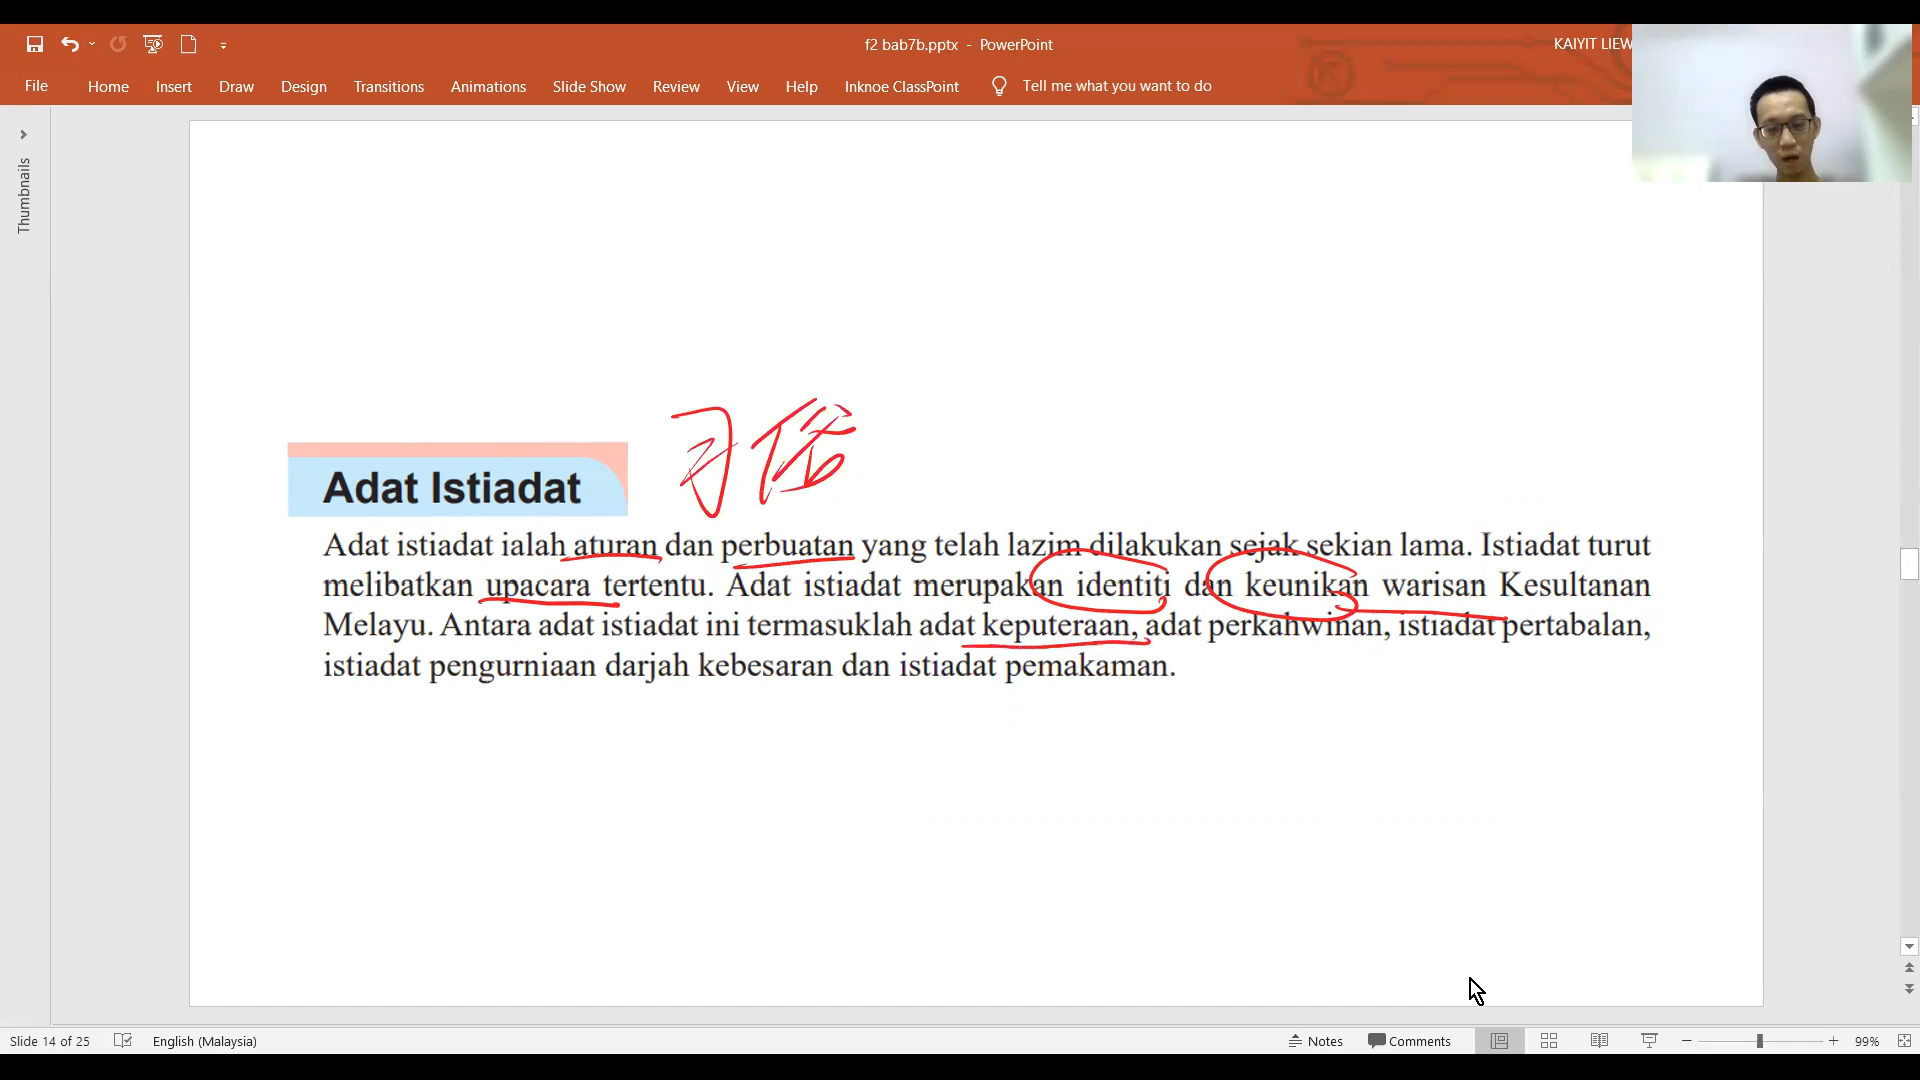 f2 bab7b.pptx - PowerPoint
KAIYIT LIEW
File Home Insert Draw Design Transitions Animations Slide Show Review View Help Inknoe ClassPoint Tell me what you want to do
Thumbnails
习俗
Adat Istiadat
Adat istiadat ialah aturan dan perbuatan yang telah lazim dilakukan sejak sekian lama. Istiadat turut
melibatkan upacara tertentu. Adat istiadat merupakan identiti dan keunikan warisan Kesultanan
Melayu. Antara adat istiadat ini termasuklah adat keputeraan, adat perkahwinan, istiadat pertabalan,
istiadat pengurniaan darjah kebesaran dan istiadat pemakaman.
Slide 14 of 25 English (Malaysia) Notes Comments 99%